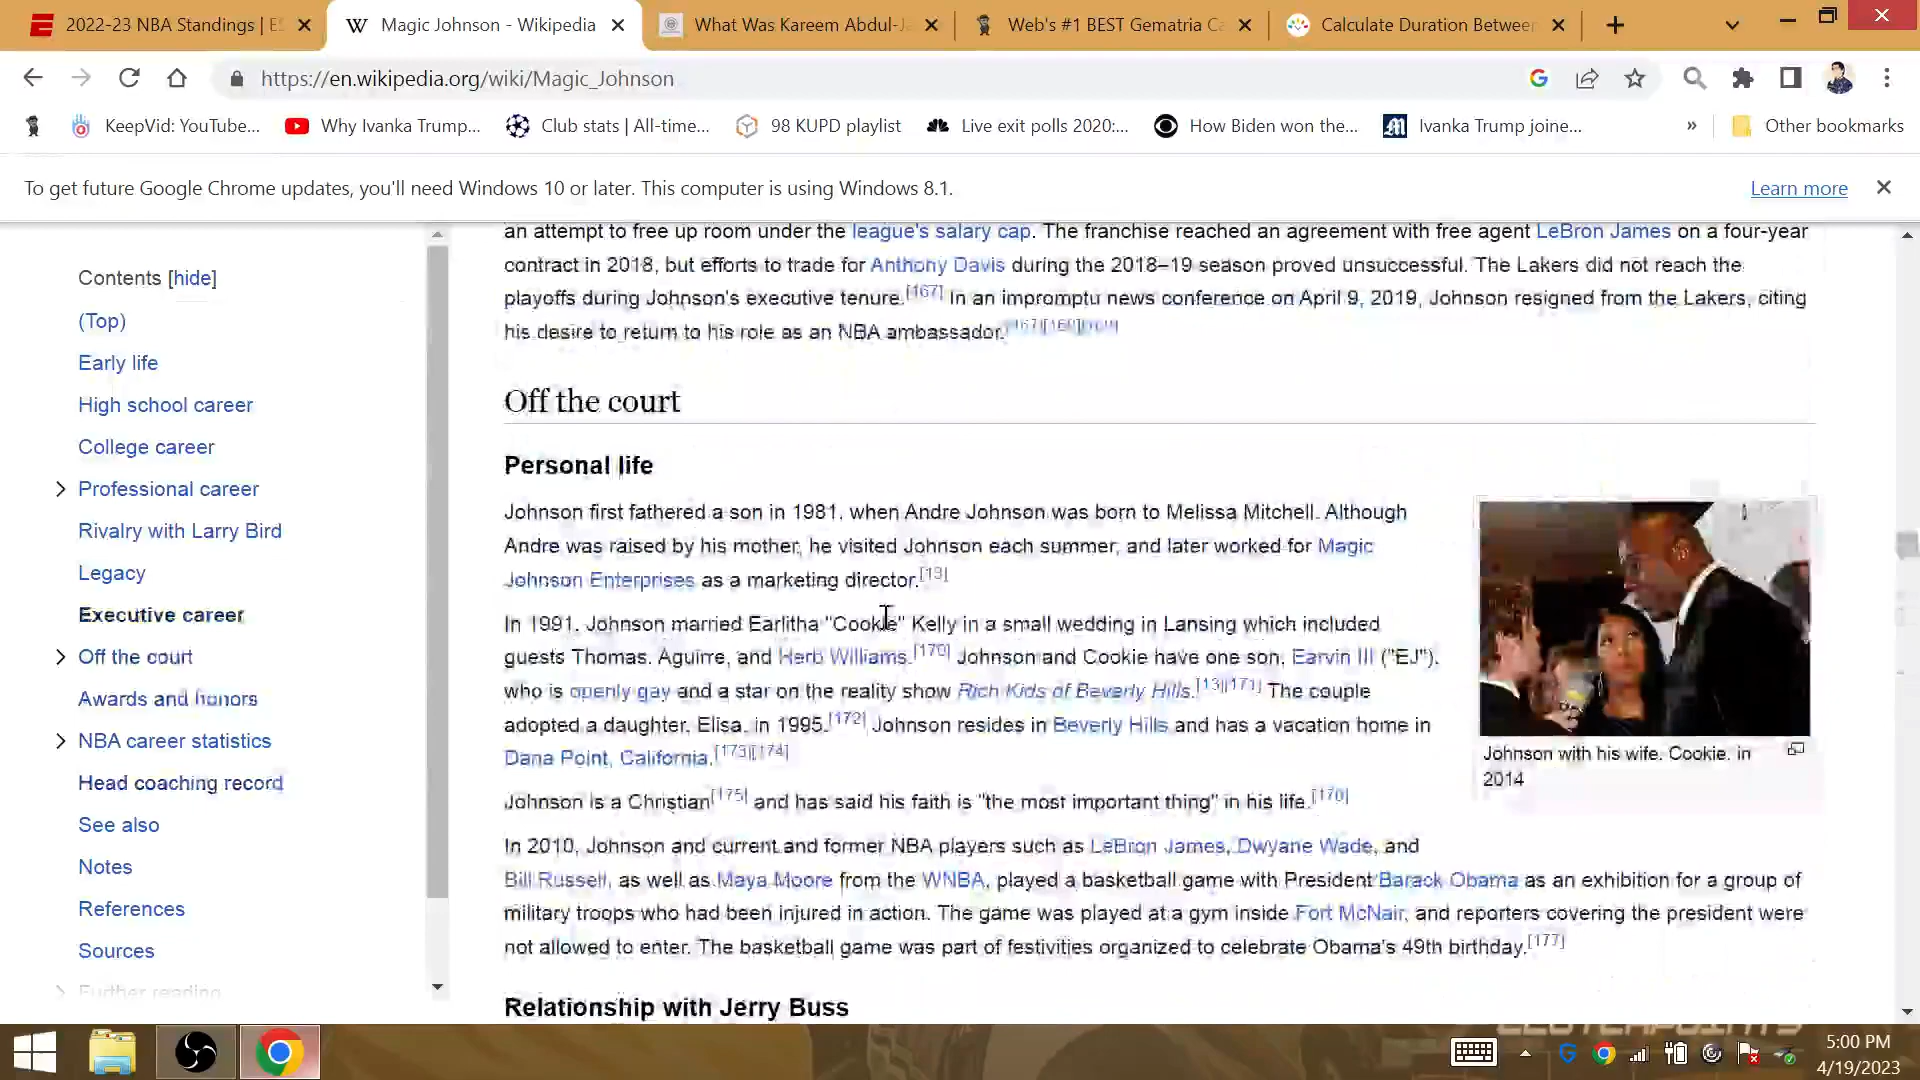 2022-23 NBA Standings | ES
Magic Johnson - Wikipedia
What Was Kareem Abdul-Ja
Web's #1 BEST Gematria Ca
Calculate Duration Between
https://en.wikipedia.org/wiki/Magic_Johnson
KeepVid: YouTube...
Why Ivanka Trump...
Club stats | All-time...
98 KUPD playlist
Live exit polls 2020:...
How Biden won the...
Ivanka Trump joine...
»
Other bookmarks
To get future Google Chrome updates, you'll need Windows 10 or later. This computer is using Windows 8.1.
Learn more
Contents [hide]
(Top)
Early life
High school career
College career
Professional career
Rivalry with Larry Bird
Legacy
Executive career
Off the court
Awards and honors
NBA career statistics
Head coaching record
See also
Notes
References
Sources
Further reading
an attempt to free up room under the league's salary cap. The franchise reached an agreement with free agent LeBron James on a four-year
contract in 2018, but efforts to trade for Anthony Davis during the 2018–19 season proved unsuccessful. The Lakers did not reach the
playoffs during Johnson's executive tenure.[167] In an impromptu news conference on April 9, 2019, Johnson resigned from the Lakers, citing
his desire to return to his role as an NBA ambassador.
Off the court
Personal life
Johnson first fathered a son in 1981, when Andre Johnson was born to Melissa Mitchell. Although
Andre was raised by his mother, he visited Johnson each summer, and later worked for Magic
Johnson Enterprises as a marketing director.[13]
In 1991, Johnson married Earlitha "Cookie" Kelly in a small wedding in Lansing which included
guests Thomas, Aguirre, and Herb Williams.[170] Johnson and Cookie have one son, Earvin III ("EJ"),
who is openly gay and a star on the reality show Rich Kids of Beverly Hills.[13][171] The couple
adopted a daughter, Elisa, in 1995.[172] Johnson resides in Beverly Hills and has a vacation home in
Dana Point, California.[173][174]
Johnson is a Christian[175] and has said his faith is "the most important thing" in his life.
In 2010, Johnson and current and former NBA players such as LeBron James, Dwyane Wade, and
Bill Russell, as well as Maya Moore from the WNBA, played a basketball game with President Barack Obama as an exhibition for a group of
military troops who had been injured in action. The game was played at a gym inside Fort McNair, and reporters covering the president were
not allowed to enter. The basketball game was part of festivities organized to celebrate Obama's 49th birthday.[177]
Relationship with Jerry Buss
Johnson with his wife, Cookie, in
2014
5:00 PM
4/19/2023